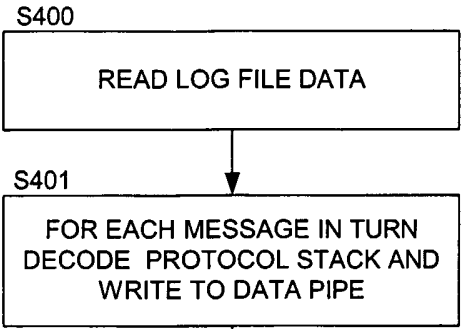 S400
READ LOG FILE DATA
S401
FOR EACH MESSAGE IN TURN
DECODE PROTOCOL STACK AND
WRITE TO DATA PIPE